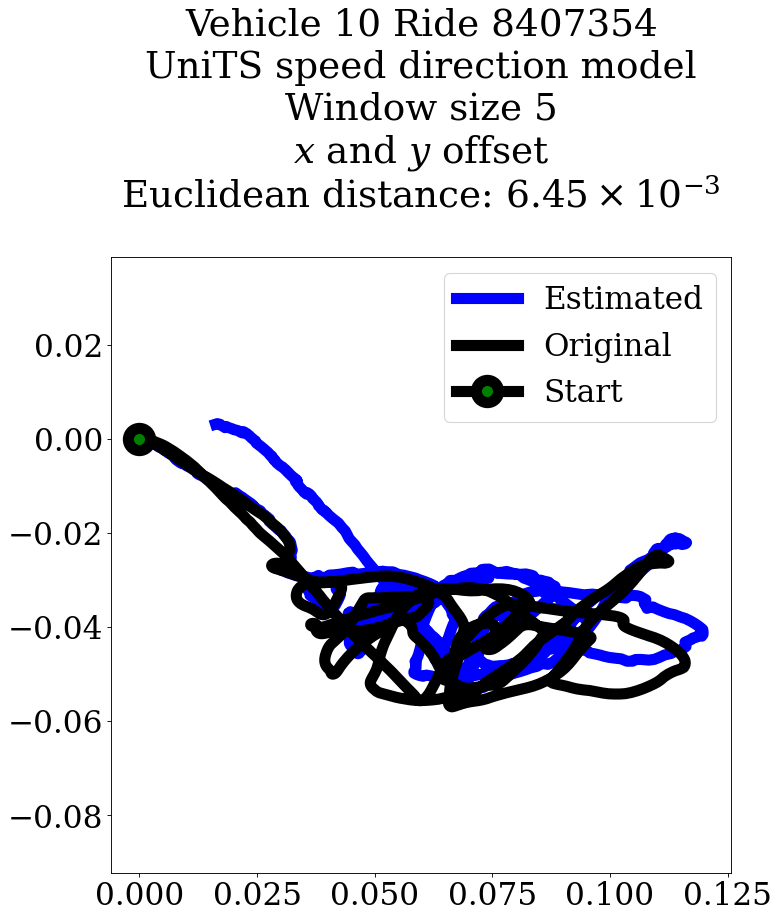 Vehicle 10 Ride 8407354
UniTS speed direction model
Window size 5
x and y offset
Euclidean distance: 6.45 × 10⁻³
Estimated
Original
Start
0.02
0.00
−0.02
−0.04
−0.06
−0.08
0.000 0.025 0.050 0.075 0.100 0.125